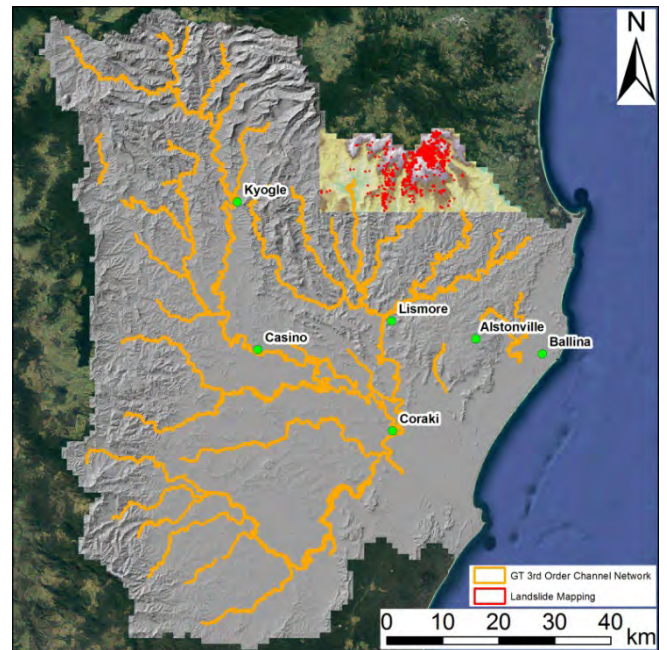 N
Kyogle
Lismore
Alstonville
Casino
Ballina
Coraki
GT 3rd Order Channel Network
Landslide Mapping
0 10 20 30 40
km